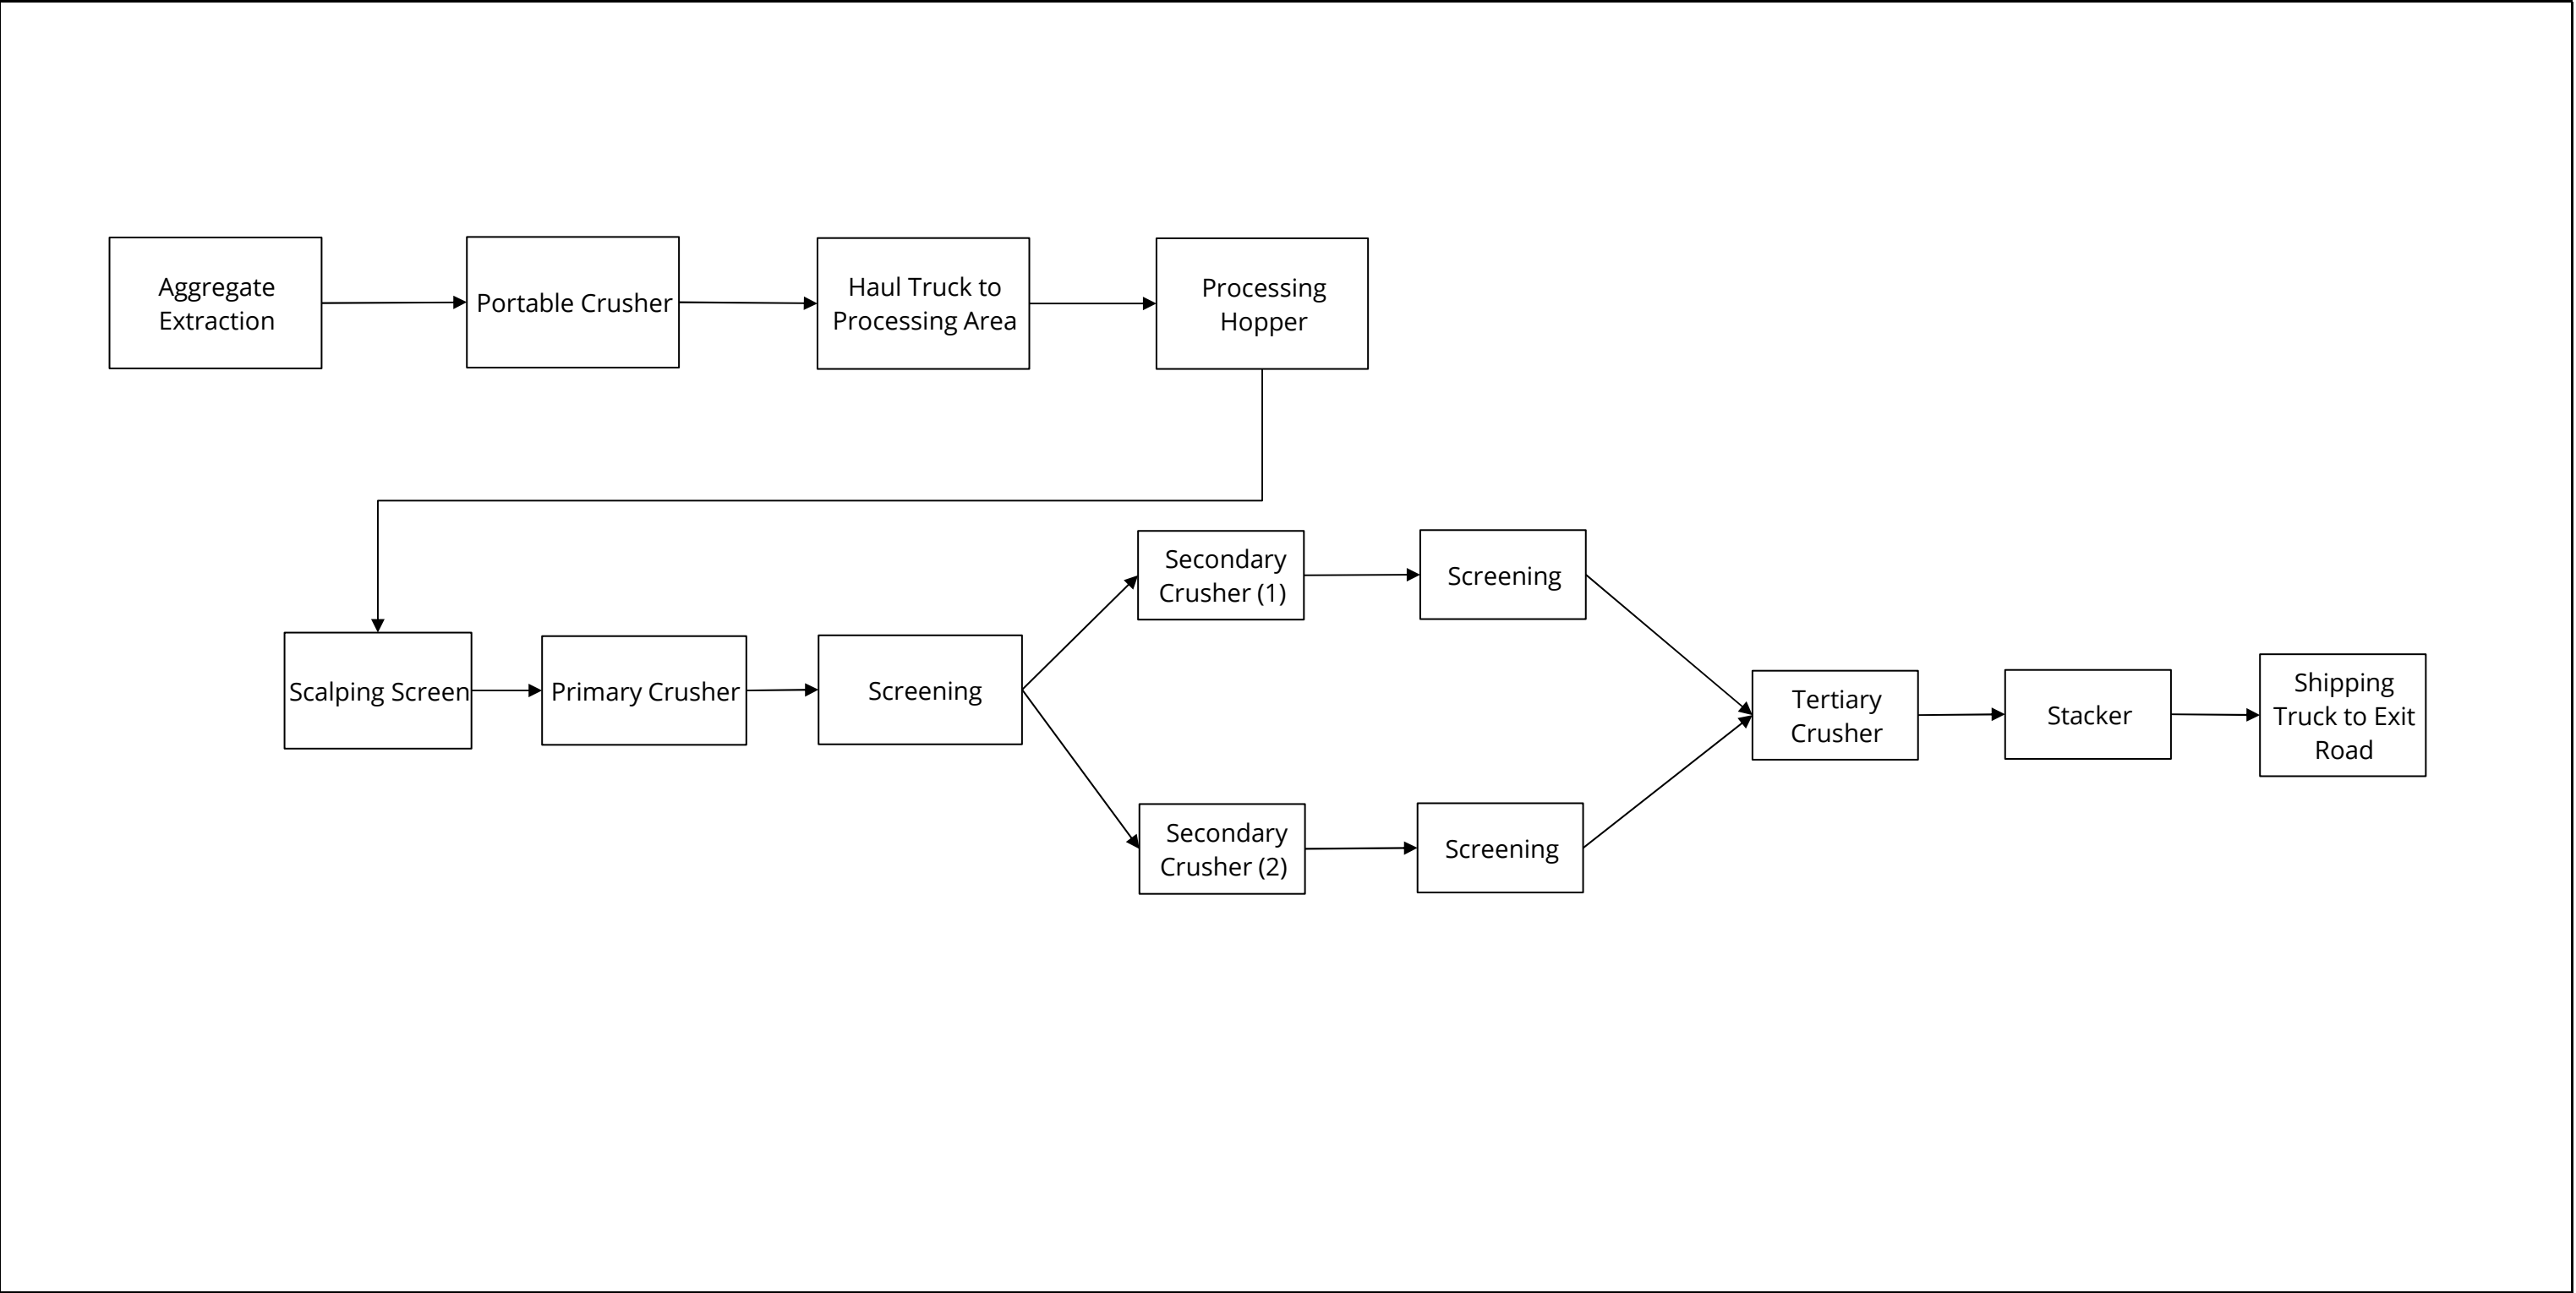 Aggregate
Extraction
Portable Crusher
Haul Truck to
Processing Area
Processing
Hopper
Scalping Screen
Primary Crusher
Screening
Secondary
Crusher (1)
Screening
Secondary
Crusher (2)
Screening
Tertiary
Crusher
Stacker
Shipping
Truck to Exit
Road